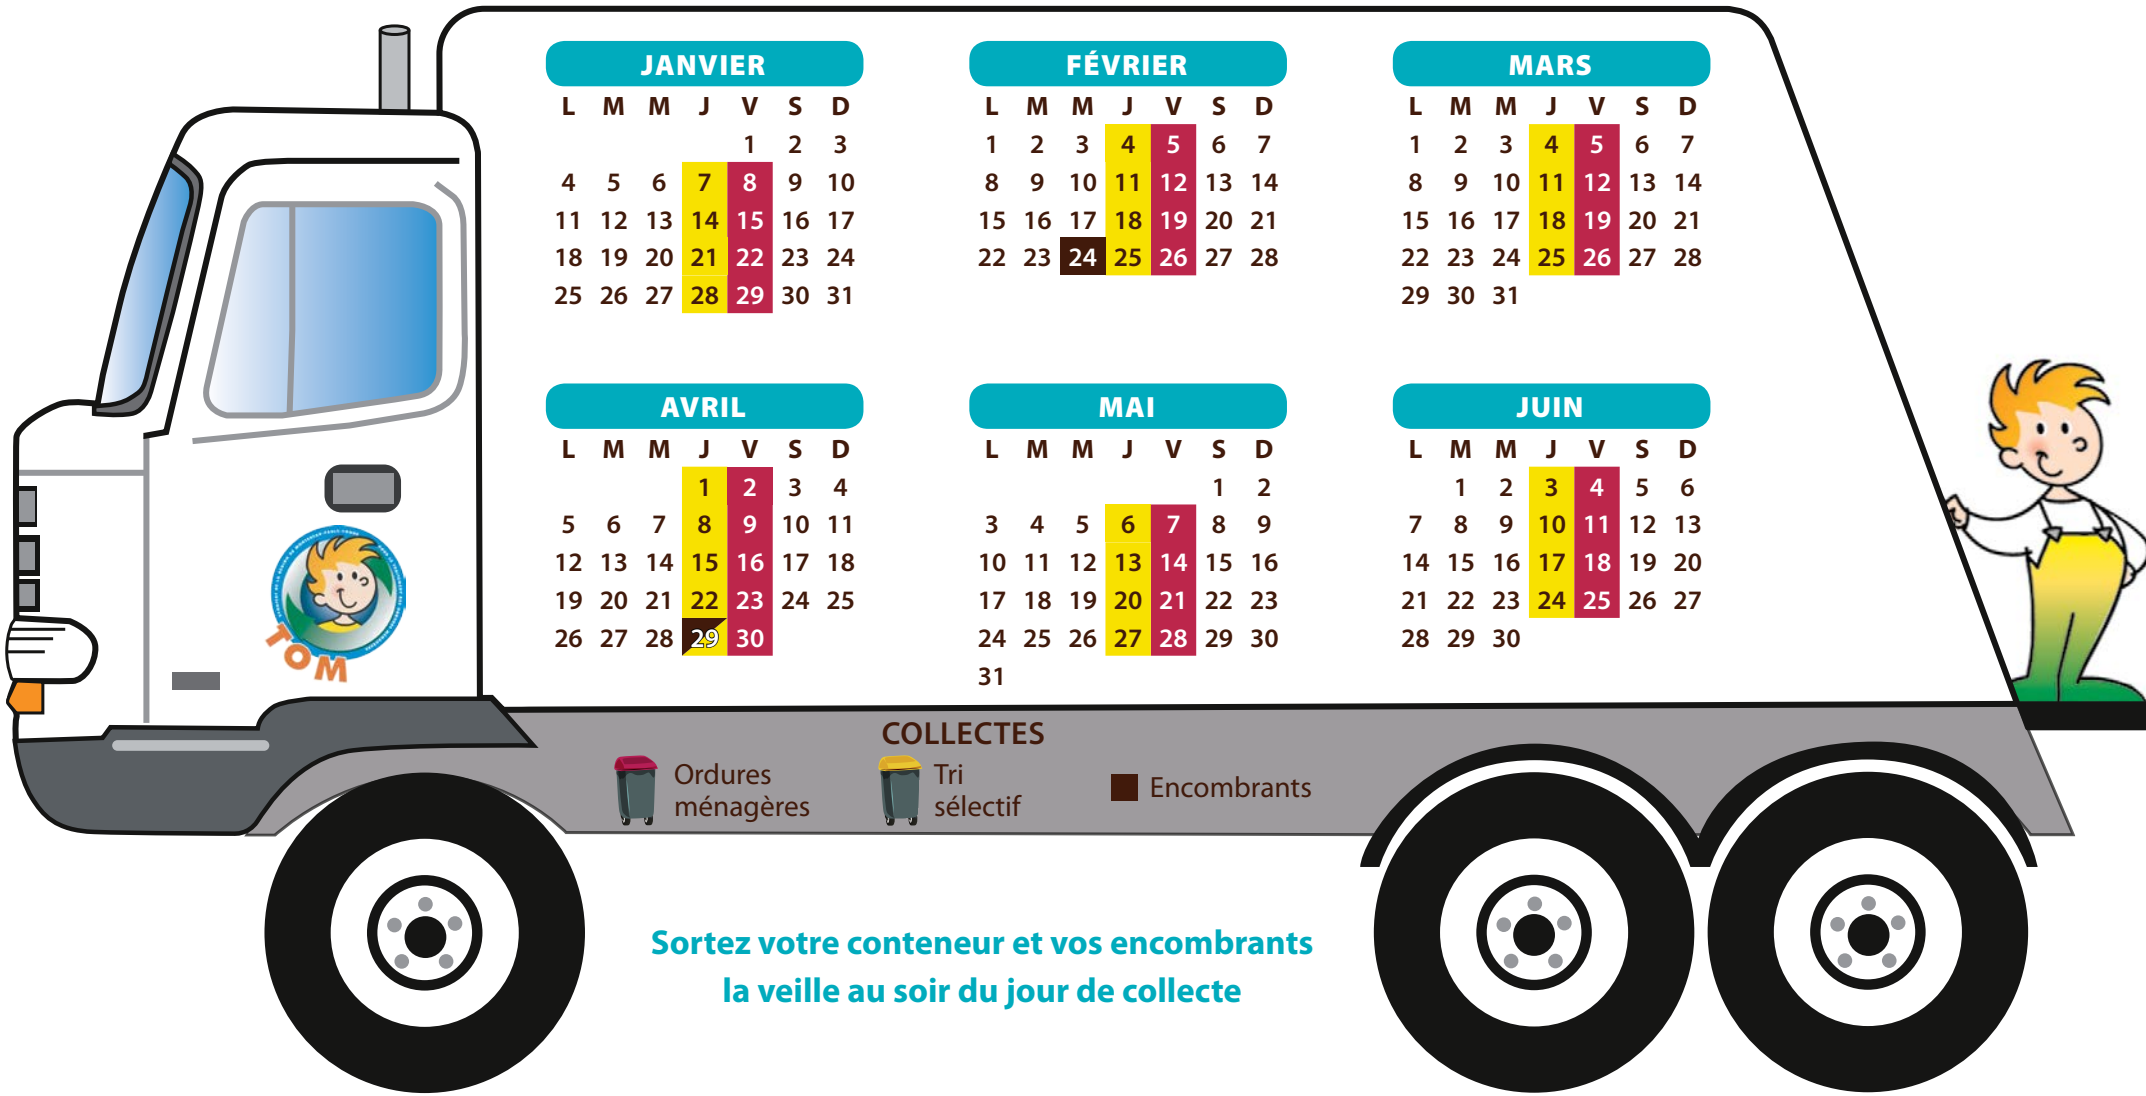 JANVIER
L M M J V S D
1 2 3
4 5 6 7 8 9 10
11 12 13 14 15 16 17
18 19 20 21 22 23 24
25 26 27 28 29 30 31
FÉVRIER
L M M J V S D
1 2 3 4 5 6 7
8 9 10 11 12 13 14
15 16 17 18 19 20 21
22 23 24 25 26 27 28
MARS
L M M J V S D
1 2 3 4 5 6 7
8 9 10 11 12 13 14
15 16 17 18 19 20 21
22 23 24 25 26 27 28
29 30 31
AVRIL
L M M J V S D
1 2 3 4
5 6 7 8 9 10 11
12 13 14 15 16 17 18
19 20 21 22 23 24 25
26 27 28 29 30
MAI
L M M J V S D
1 2
3 4 5 6 7 8 9
10 11 12 13 14 15 16
17 18 19 20 21 22 23
24 25 26 27 28 29 30
31
JUIN
L M M J V S D
1 2 3 4 5 6
7 8 9 10 11 12 13
14 15 16 17 18 19 20
21 22 23 24 25 26 27
28 29 30
TOM
COLLECTES
Ordures
ménagères
Tri
sélectif
Encombrants
Sortez votre conteneur et vos encombrants
la veille au soir du jour de collecte